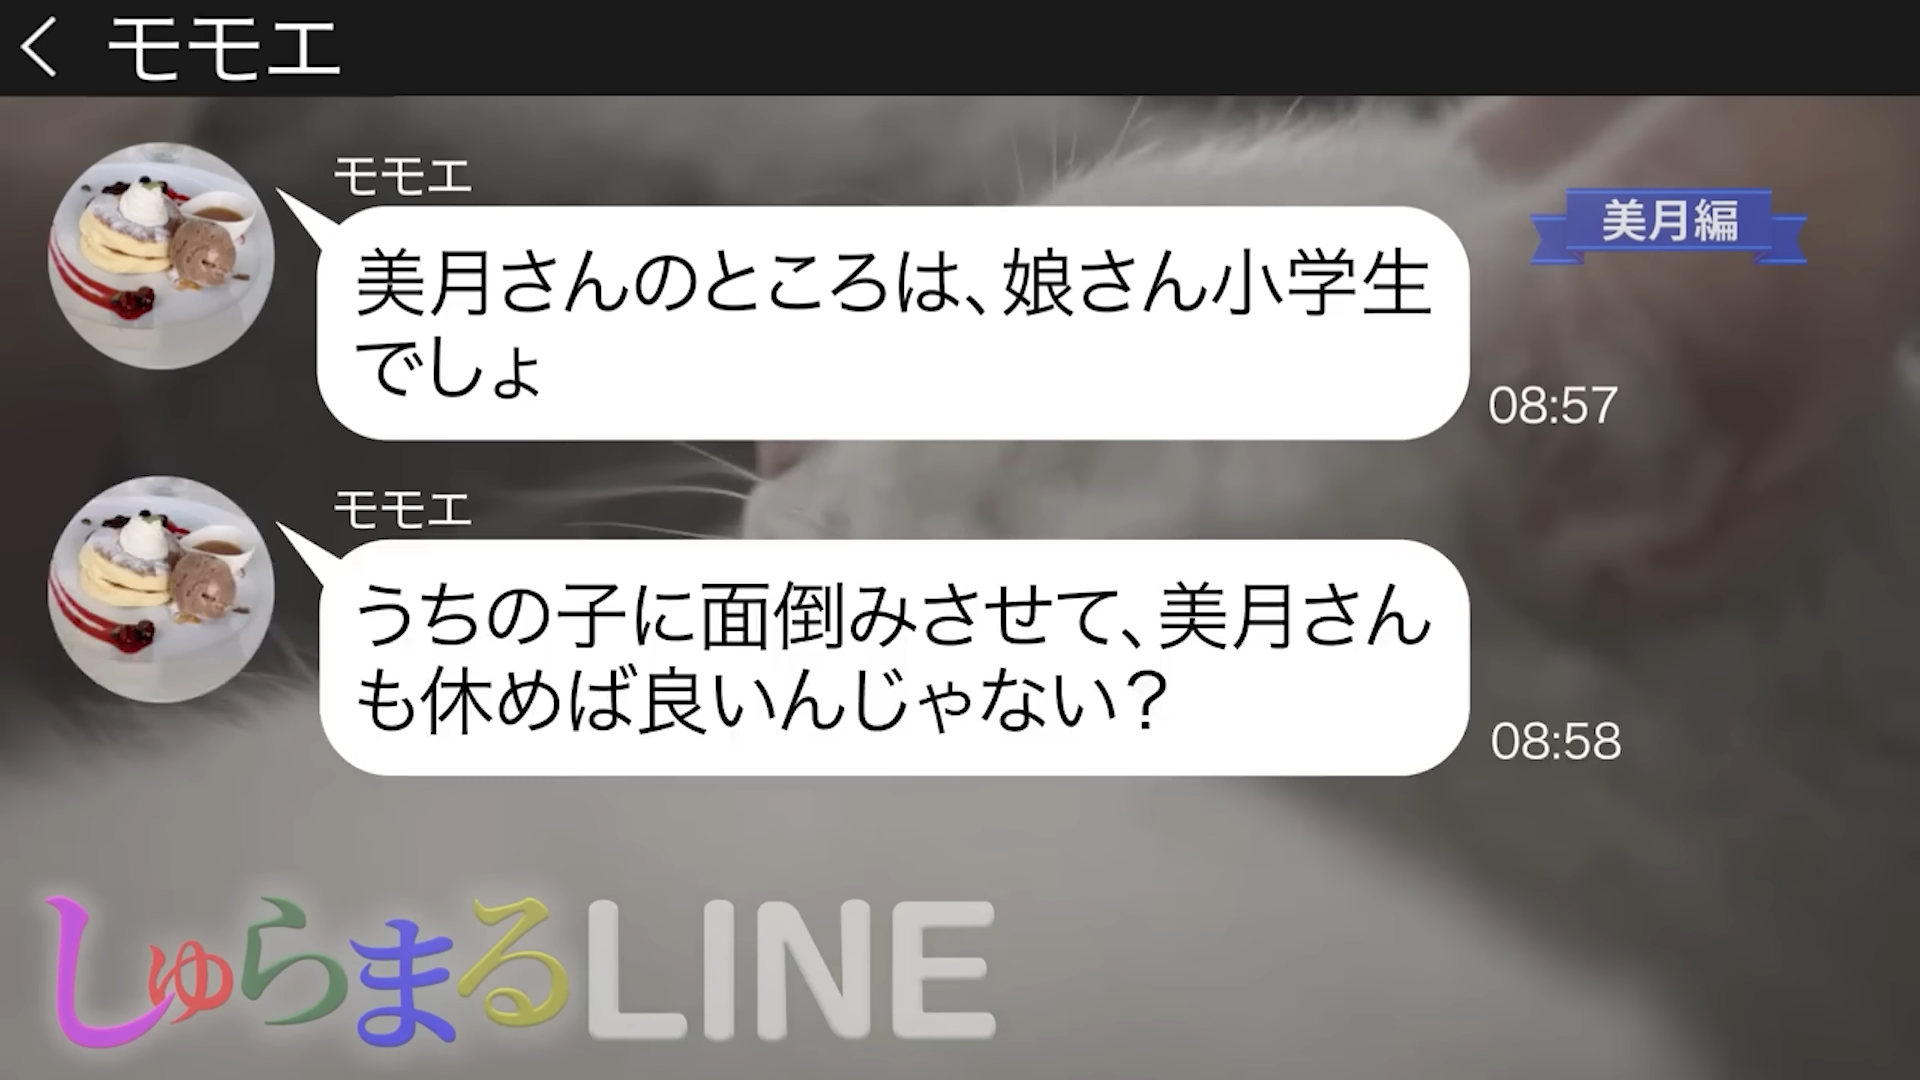 モモエ
モモエ
美月編
美月さんのところは、娘さん小学生
でしょ
08:57
モモエ
うちの子に面倒みさせて、美月さん
も休めば良いんじゃない？
08:58
しゅらまるLINE